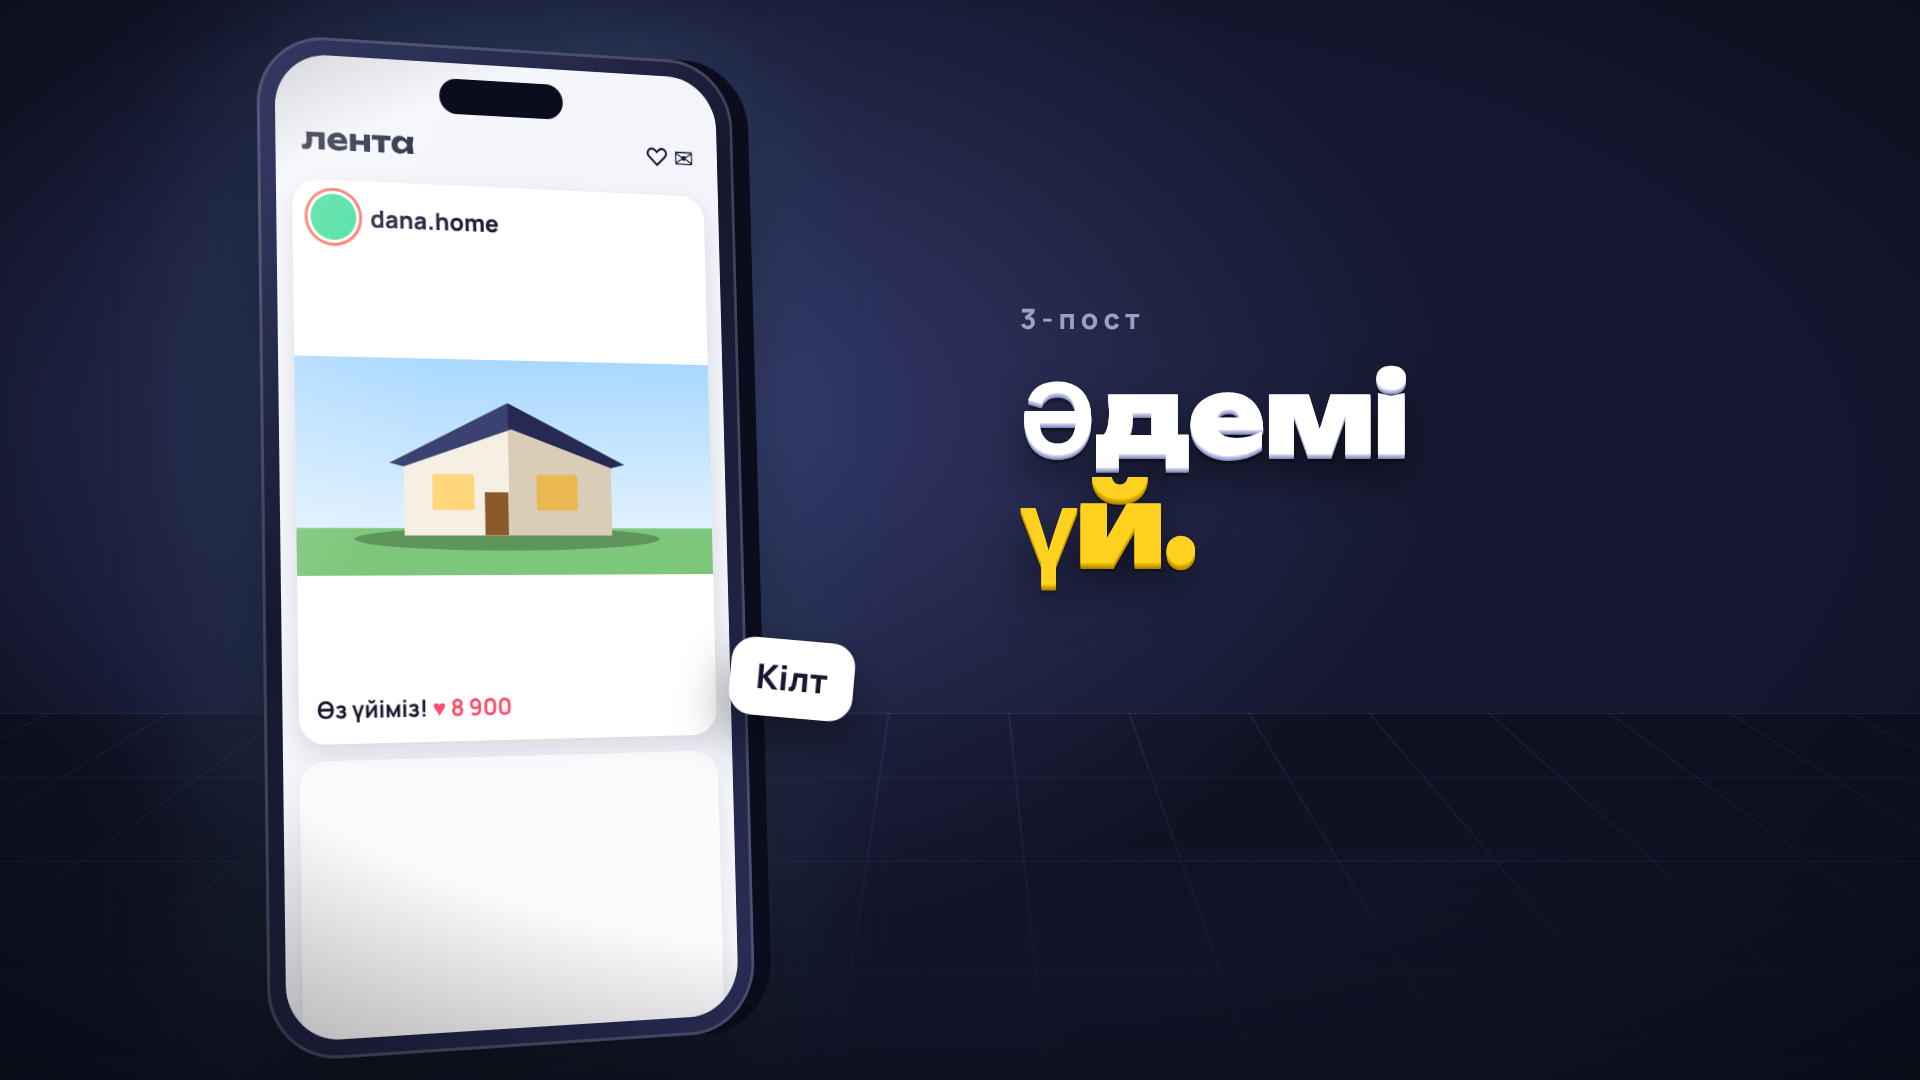 лента
♡ ✉
dana.home
Өз үйіміз! ♥ 8 900
Кілт
3-пост
Әдемі
үй.